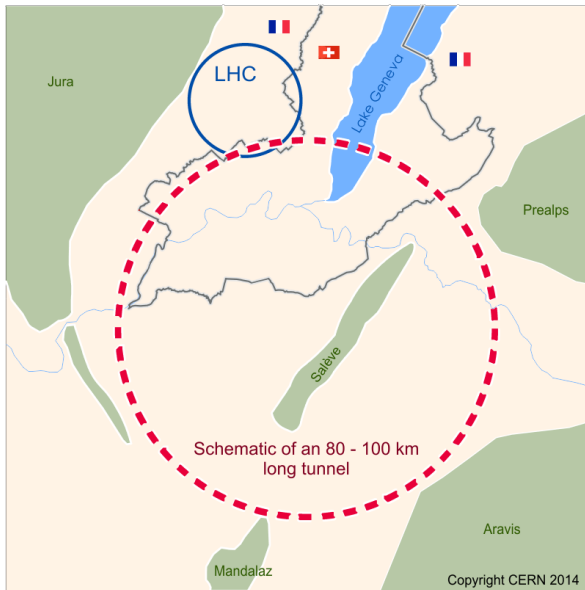 Jura
LHC
Lake Geneva
Prealps
Salève
Schematic of an 80 - 100 km
long tunnel
Aravis
Mandalaz
Copyright CERN 2014